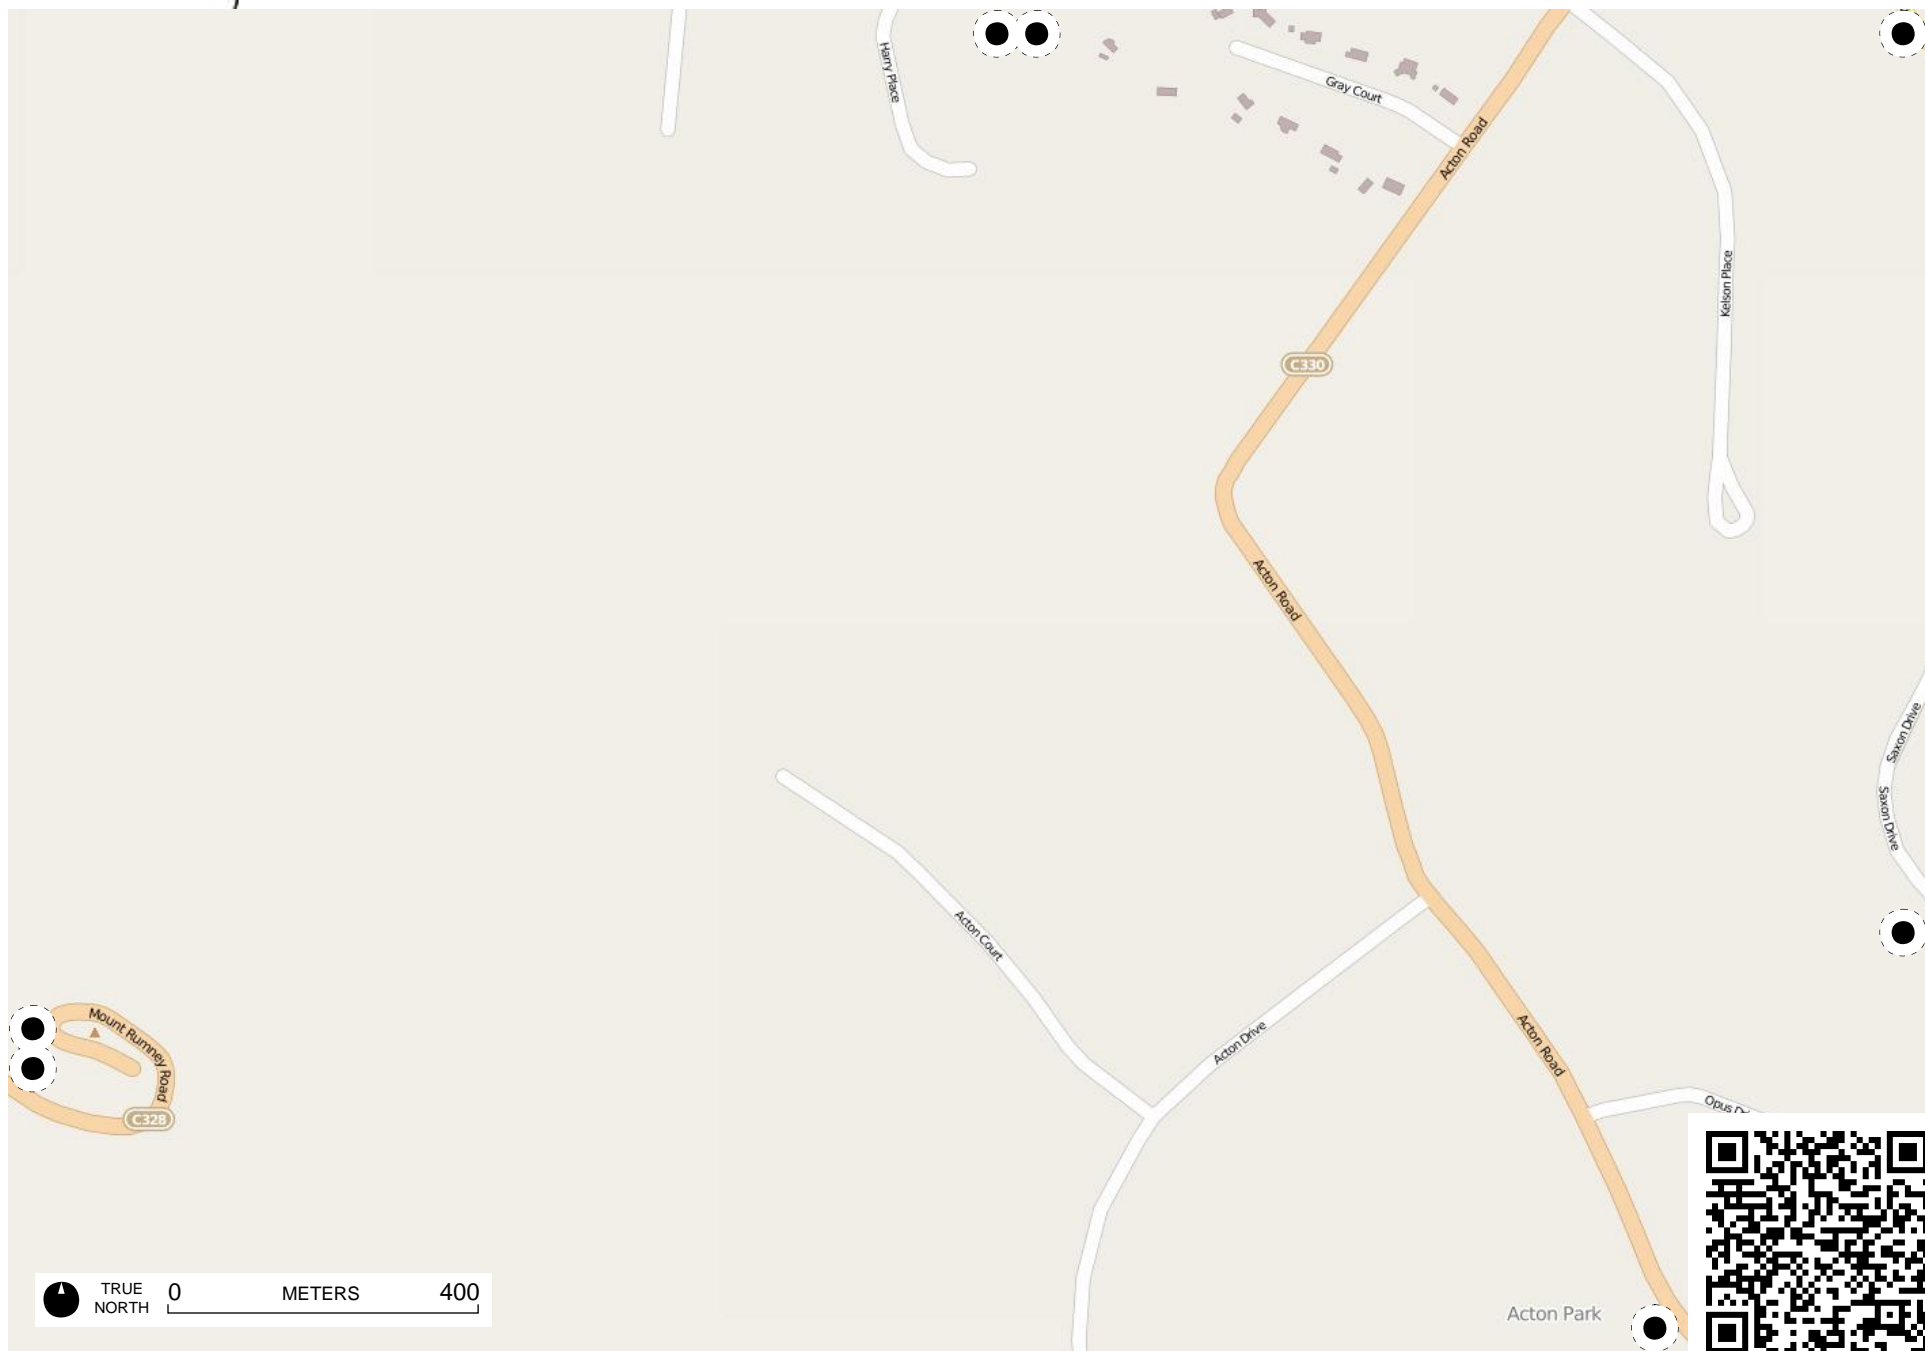 Harry Place
Gray Court
Acton Road
Kelson Place
C330
Acton Road
Saxon Drive
Saxon Drive
Acton Court
Mount Rumney Road
Acton Drive
Acton Road
Opus
C328
TRUE
NORTH
0 METERS 400
Acton Park